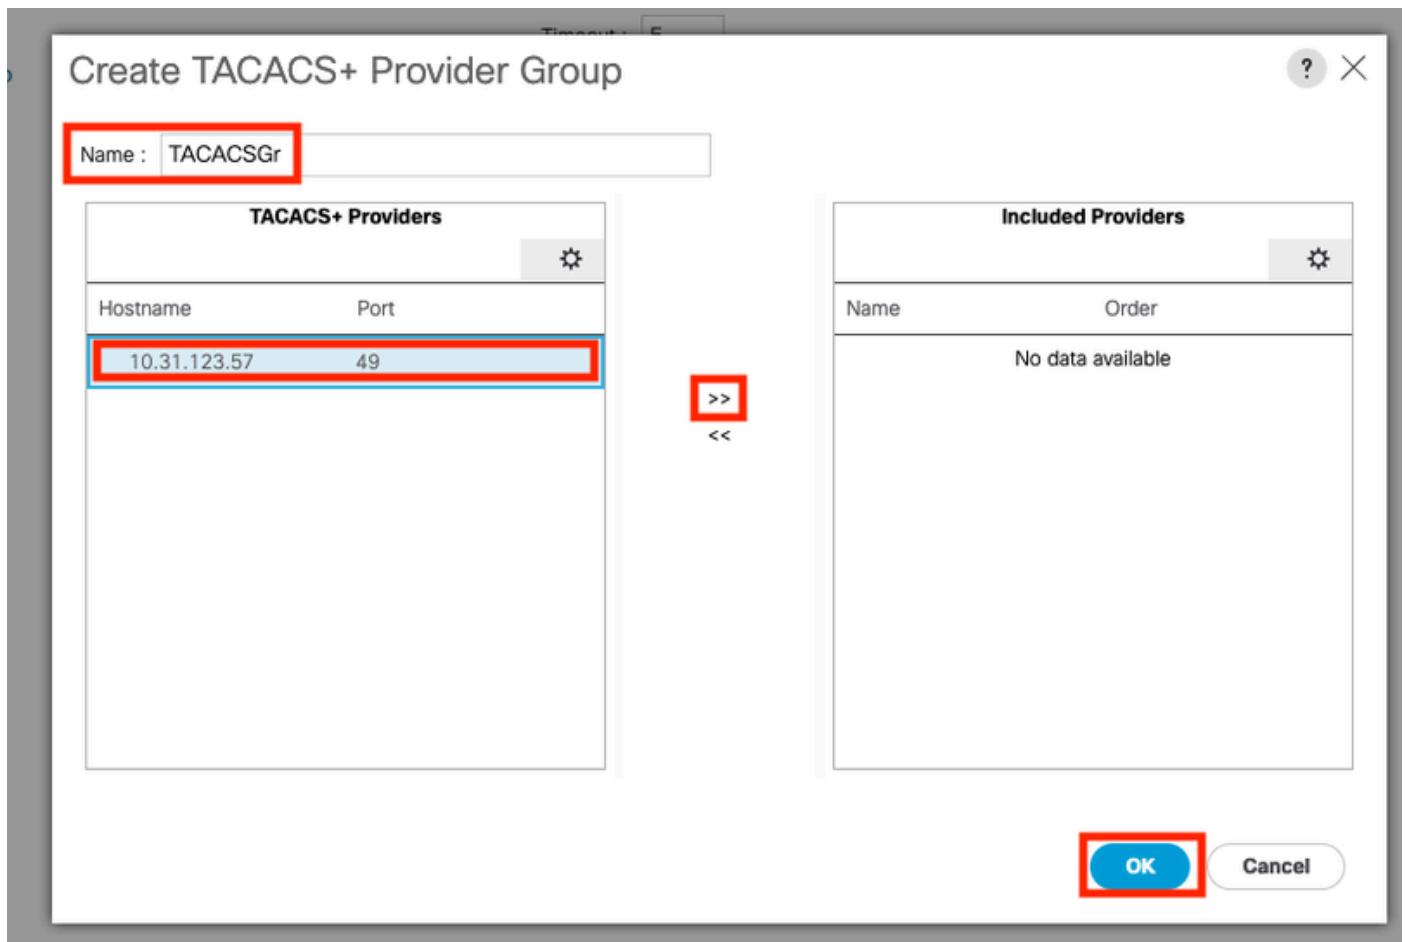 Create TACACS+ Provider Group
?
Name : TACACSGr
TACACS+ Providers
Hostname Port
10.31.123.57 49
>>
<<
Included Providers
Name Order
No data available
OK Cancel